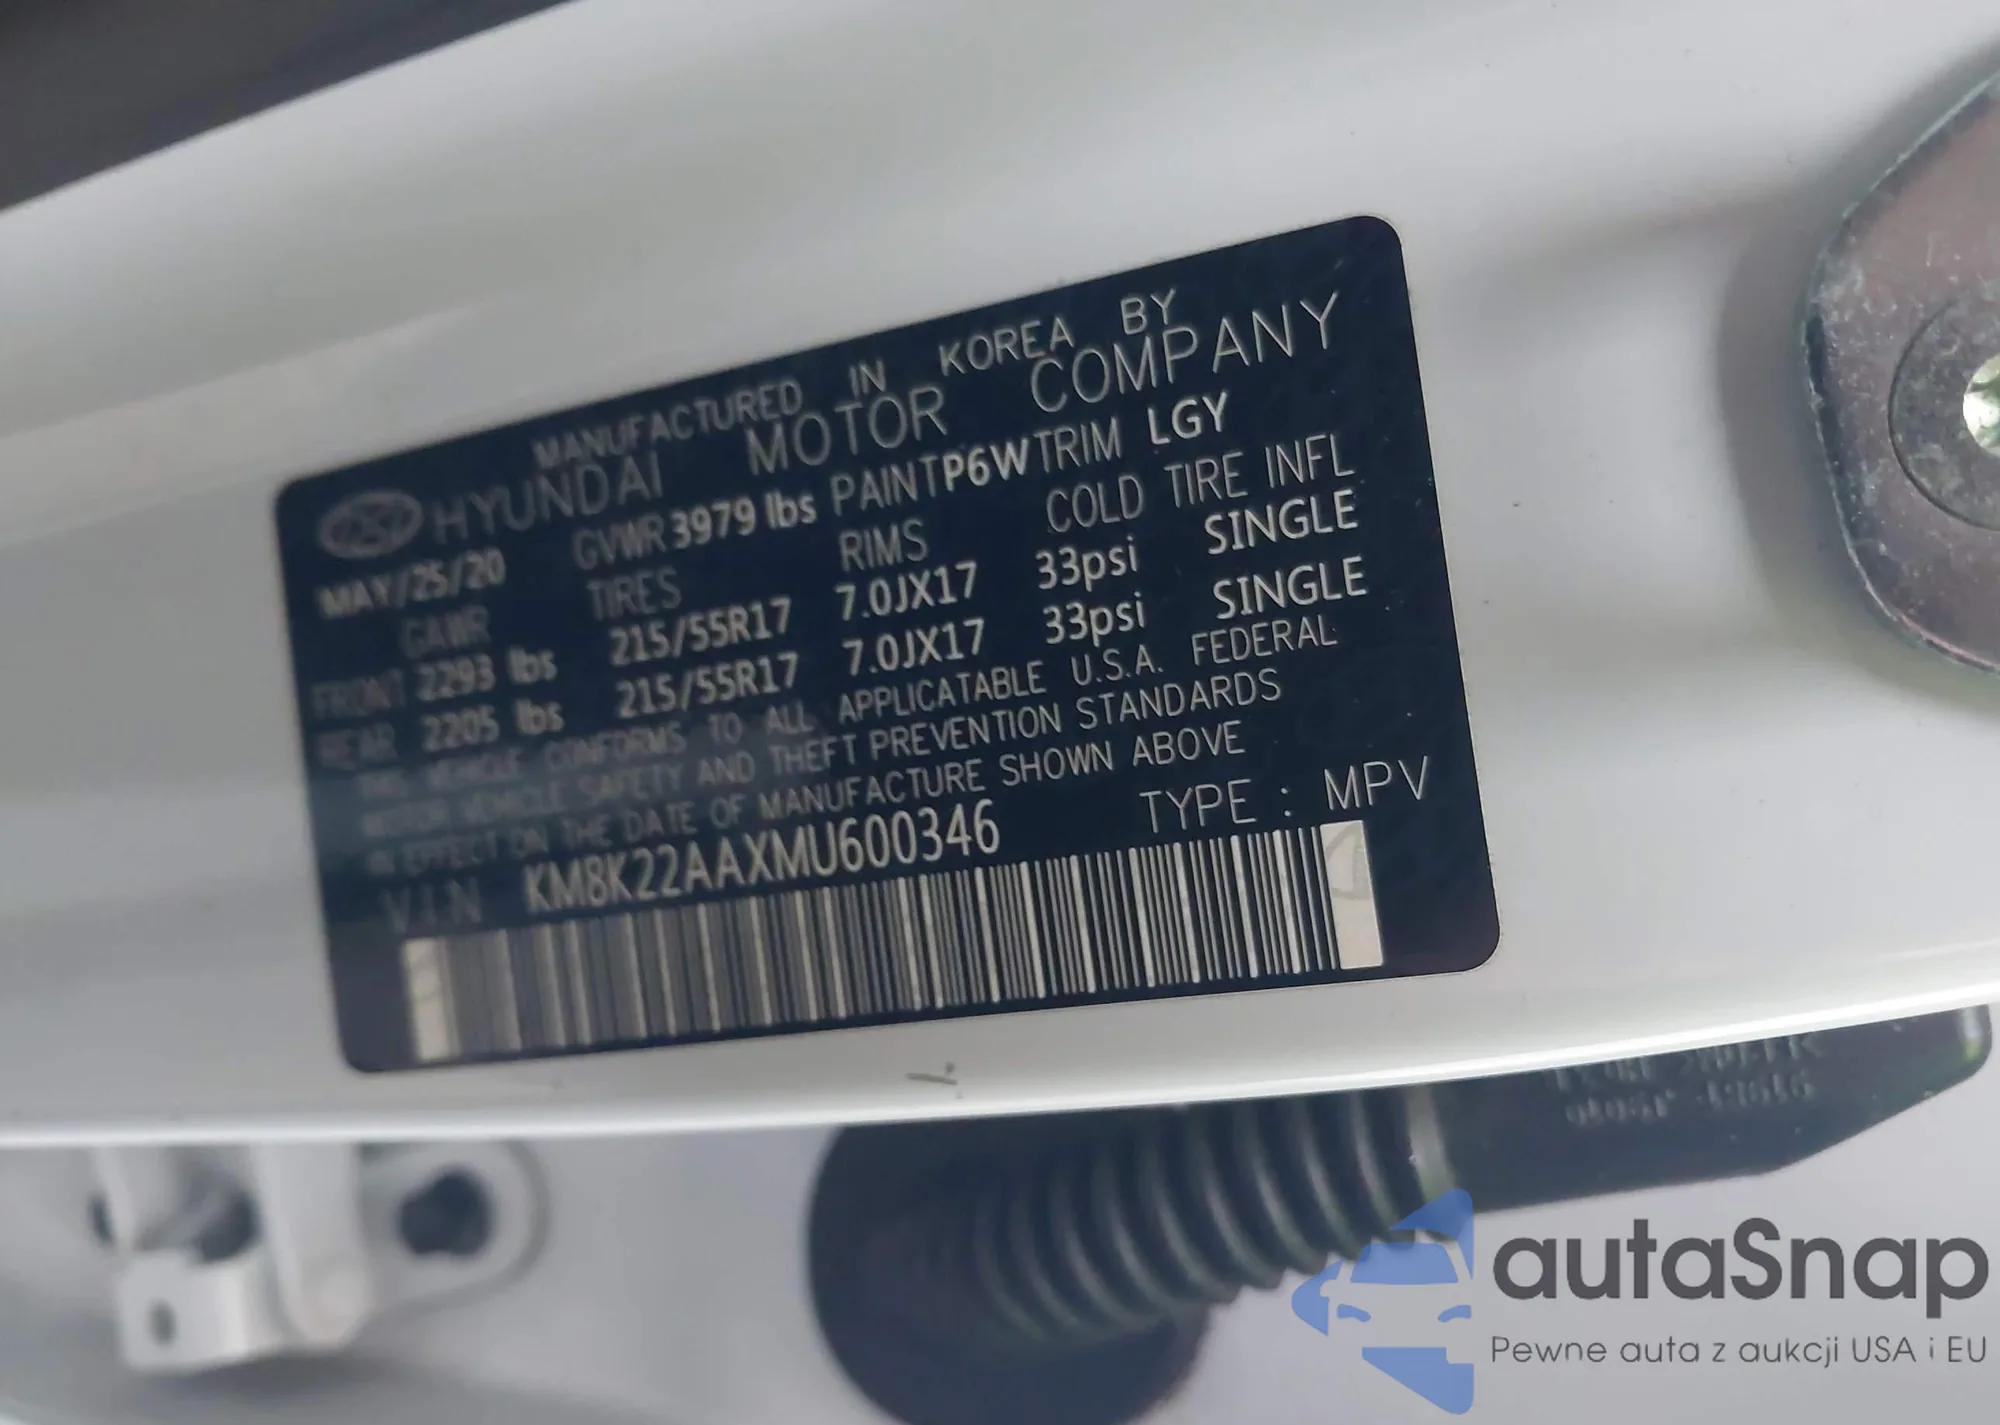 MANUFACTURED IN KOREA BY
HYUNDAI MOTOR COMPANY
MAY/25/20 GVWR 3979 lbs PAINT P6W TRIM LGY
GAWR TIRES RIMS COLD TIRE INFL
FRONT 2293 lbs 215/55R17 7.0JX17 33psi SINGLE
REAR 2205 lbs 215/55R17 7.0JX17 33psi SINGLE
THIS VEHICLE CONFORMS TO ALL APPLICATABLE U.S.A. FEDERAL
MOTOR VEHICLE SAFETY AND THEFT PREVENTION STANDARDS
IN EFFECT ON THE DATE OF MANUFACTURE SHOWN ABOVE
V.I.N KM8K22AAXMU600346 TYPE : MPV
autaSnap
Pewne auta z aukcji USA i EU